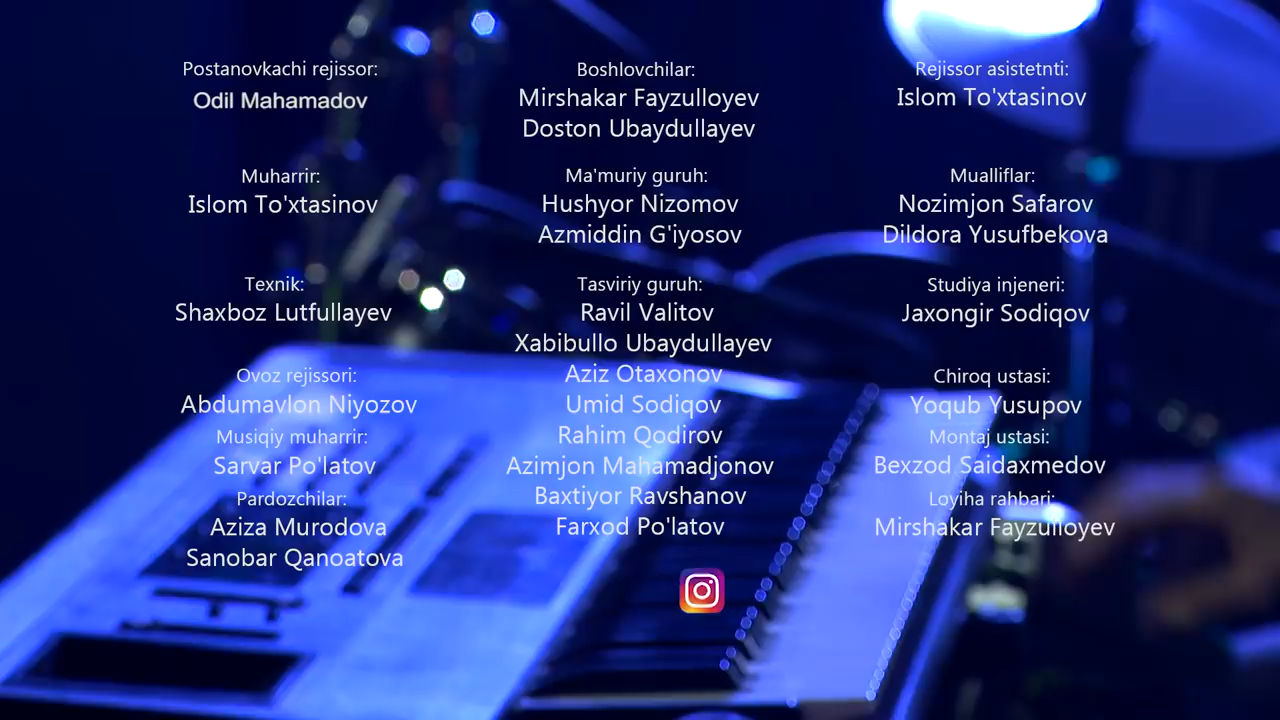 Postanovkachi rejissor:
Odil Mahamadov
Muharrir:
Islom To'xtasinov
Texnik:
Shaxboz Lutfullayev
Ovoz rejissori:
Abdumavlon Niyozov
Musiqiy muharrir:
Sarvar Po'latov
Pardozchilar:
Aziza Murodova
Sanobar Qanoatova
Boshlovchilar:
Mirshakar Fayzulloyev
Doston Ubaydullayev
Ma'muriy guruh:
Hushyor Nizomov
Azmiddin G'iyosov
Tasviriy guruh:
Ravil Valitov
Xabibullo Ubaydullayev
Aziz Otaxonov
Umid Sodiqov
Rahim Qodirov
Azimjon Mahamadjonov
Baxtiyor Ravshanov
Farxod Po'latov
Rejissor asistetnti:
Islom To'xtasinov
Mualliflar:
Nozimjon Safarov
Dildora Yusufbekova
Studiya injeneri:
Jaxongir Sodiqov
Chiroq ustasi:
Yoqub Yusupov
Montaj ustasi:
Bexzod Saidaxmedov
Loyiha rahbari:
Mirshakar Fayzulloyev